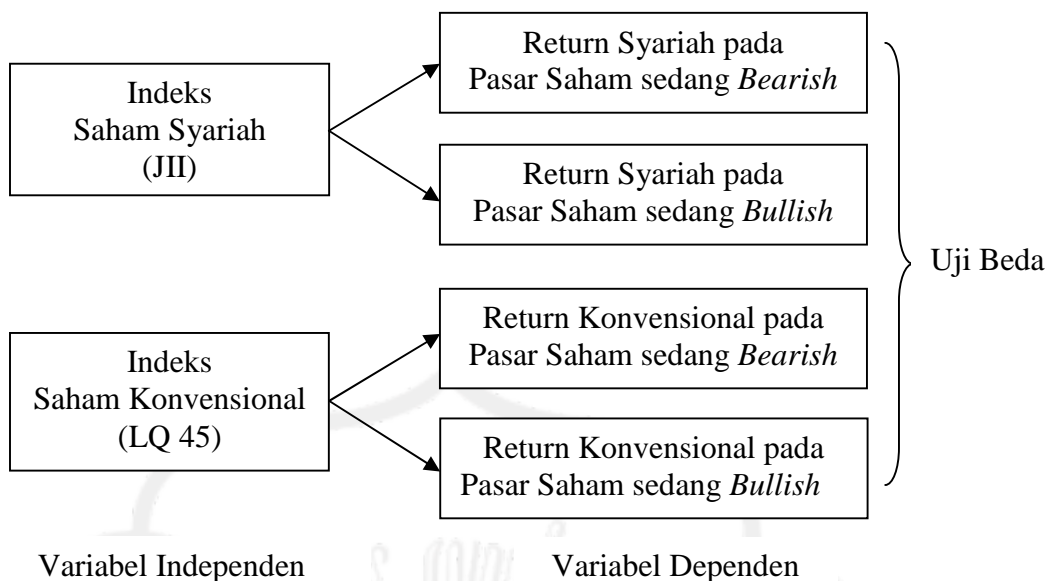 Indeks
Saham Syariah
(JII)
Return Syariah pada
Pasar Saham sedang Bearish
Return Syariah pada
Pasar Saham sedang Bullish
Uji Beda
Indeks
Saham Konvensional
(LQ 45)
Return Konvensional pada
Pasar Saham sedang Bearish
Return Konvensional pada
Pasar Saham sedang Bullish
Variabel Independen
Variabel Dependen